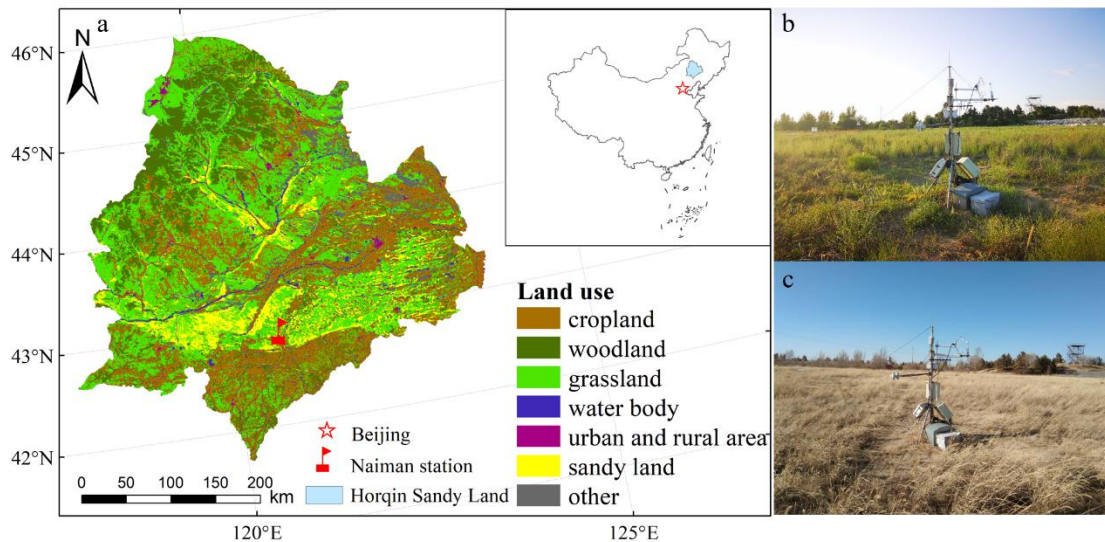 a
N
46°N
45°N
44°N
43°N
42°N
Land use
cropland
woodland
grassland
water body
urban and rural area
sandy land
other
Beijing
Naiman station
Horqin Sandy Land
0 50 100 150 200
km
120°E
125°E
b
c